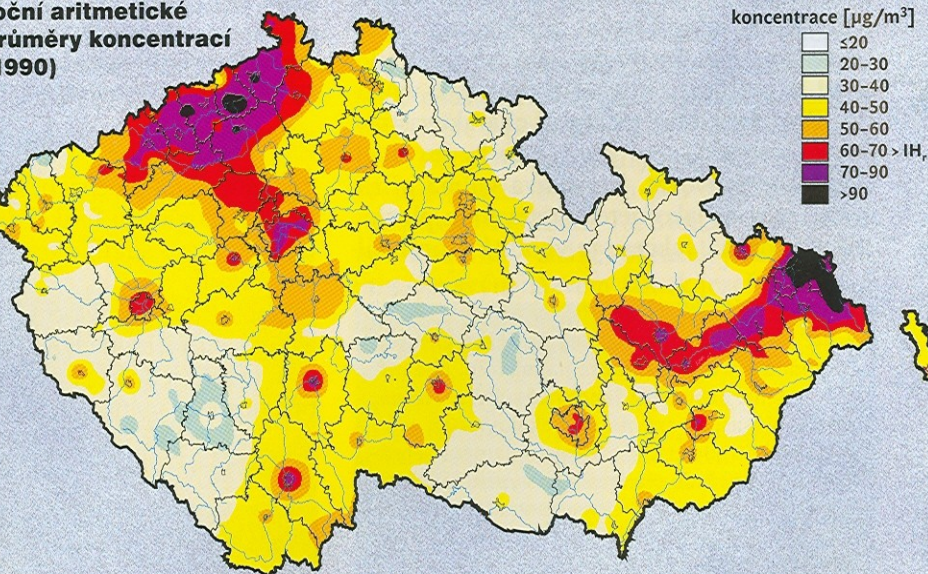 oční aritmetické
růměry koncentrací
1990)
koncentrace [µg/m³]
≤20
20–30
30–40
40–50
50–60
60–70 > IHr
70–90
>90